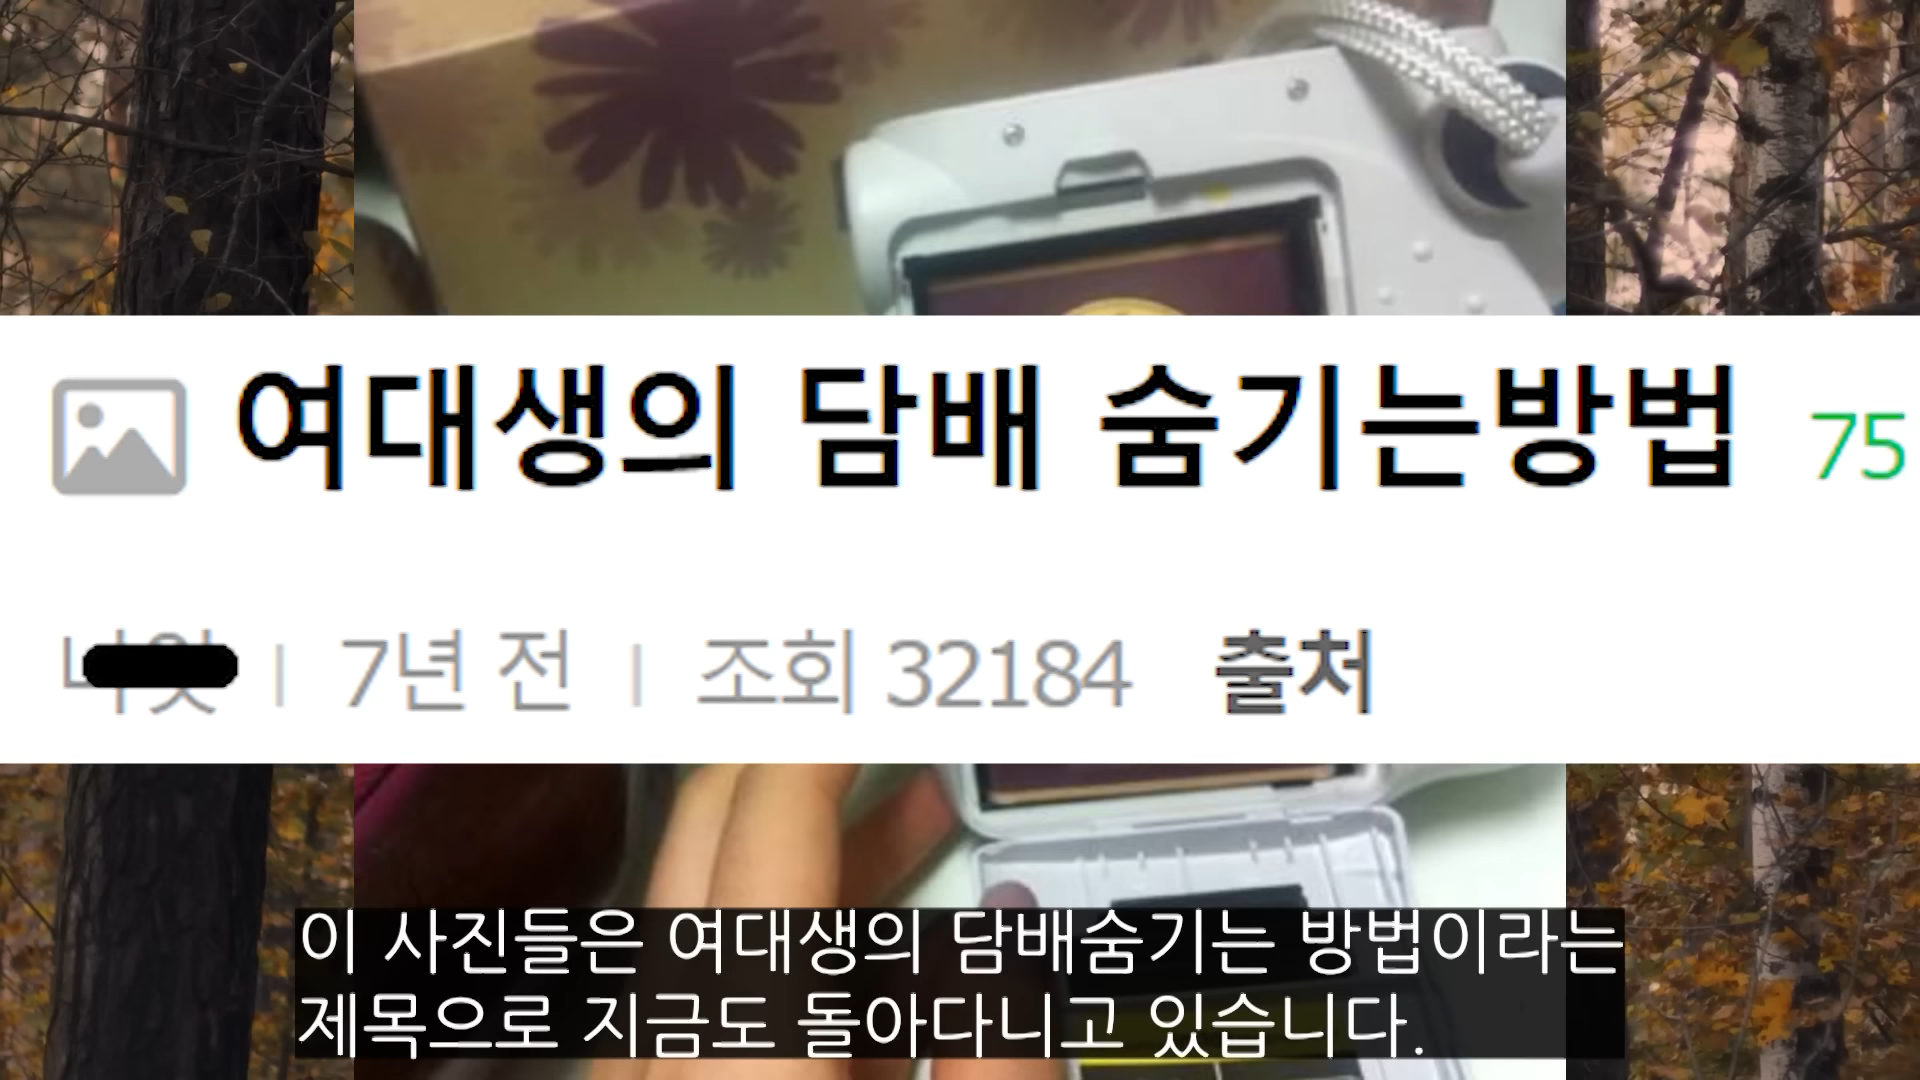 여대생의 담배 숨기는방법 75
7년 전 | 조회 32184 출처
이 사진들은 여대생의 담배숨기는 방법이라는
제목으로 지금도 돌아다니고 있습니다.